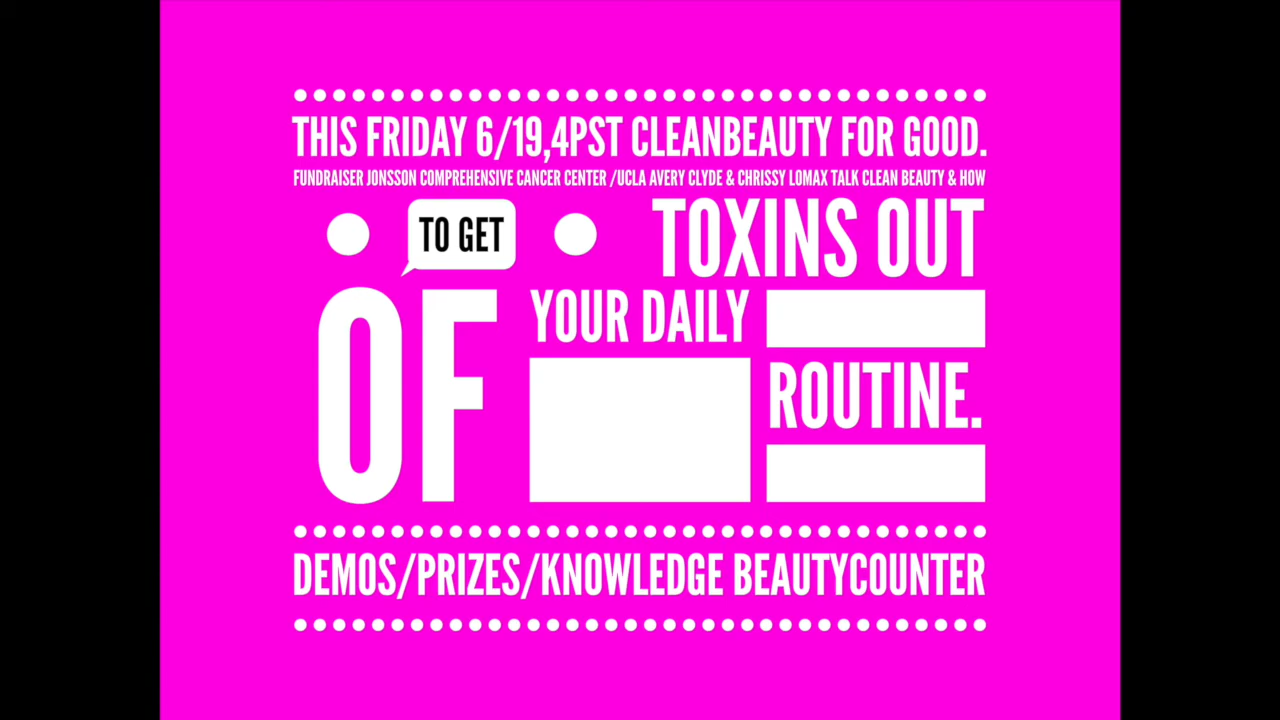 THIS FRIDAY 6/19,4PST CLEANBEAUTY FOR GOOD.
FUNDRAISER JONSSON COMPREHENSIVE CANCER CENTER /UCLA AVERY CLYDE & CHRISSY LOMAX TALK CLEAN BEAUTY & HOW
TO GET
TOXINS OUT
OF
YOUR DAILY
ROUTINE.
DEMOS/PRIZES/KNOWLEDGE BEAUTYCOUNTER